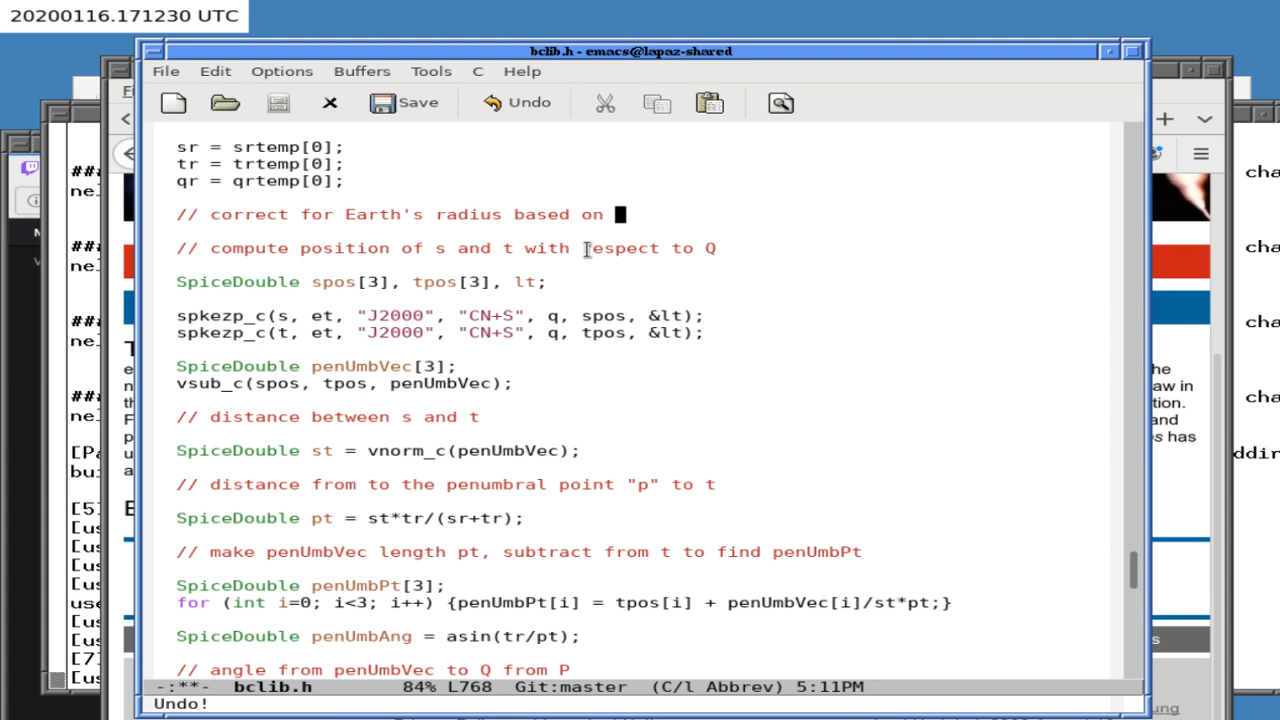 20200116.171230 UTC
bclib.h - emacs@lapaz-shared
File Edit Options Buffers Tools C Help
Save Undo
sr = srtemp[0];
tr = trtemp[0];
qr = qrtemp[0];
// correct for Earth's radius based on
// compute position of s and t with respect to Q
SpiceDouble spos[3], tpos[3], lt;
spkezp_c(s, et, "J2000", "CN+S", q, spos, &lt);
spkezp_c(t, et, "J2000", "CN+S", q, tpos, &lt);
SpiceDouble penUmbVec[3];
vsub_c(spos, tpos, penUmbVec);
// distance between s and t
SpiceDouble st = vnorm_c(penUmbVec);
// distance from to the penumbral point "p" to t
SpiceDouble pt = st*tr/(sr+tr);
// make penUmbVec length pt, subtract from t to find penUmbPt
SpiceDouble penUmbPt[3];
for (int i=0; i<3; i++) {penUmbPt[i] = tpos[i] + penUmbVec[i]/st*pt;}
SpiceDouble penUmbAng = asin(tr/pt);
// angle from penUmbVec to Q from P
-:**- bclib.h 84% L768 Git:master (C/l Abbrev) 5:11PM
Undo!